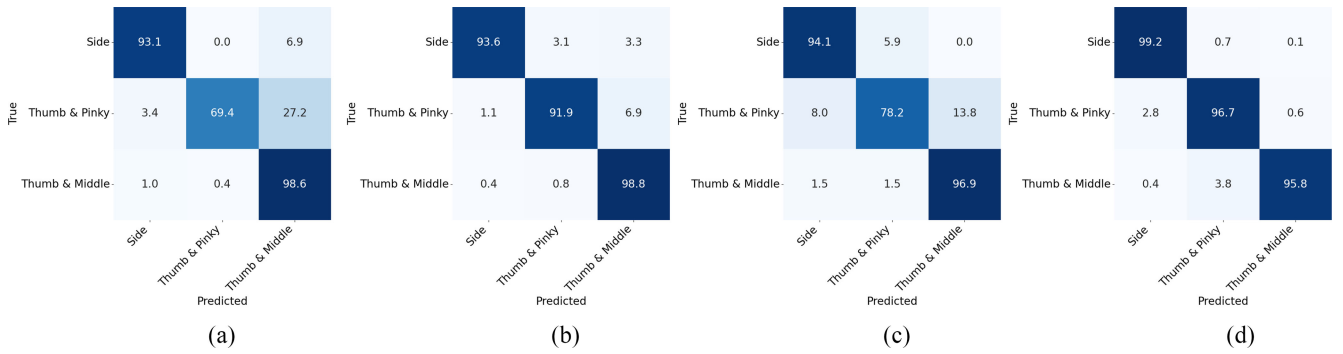 Side 93.1 0.0 6.9
Thumb & Pinky 3.4 69.4 27.2
Thumb & Middle 1.0 0.4 98.6
True
Side
Thumb & Pinky
Thumb & Middle
Predicted
(a)
Side 93.6 3.1 3.3
Thumb & Pinky 1.1 91.9 6.9
Thumb & Middle 0.4 0.8 98.8
True
Side
Thumb & Pinky
Thumb & Middle
Predicted
(b)
Side 94.1 5.9 0.0
Thumb & Pinky 8.0 78.2 13.8
Thumb & Middle 1.5 1.5 96.9
True
Side
Thumb & Pinky
Thumb & Middle
Predicted
(c)
Side 99.2 0.7 0.1
Thumb & Pinky 2.8 96.7 0.6
Thumb & Middle 0.4 3.8 95.8
True
Side
Thumb & Pinky
Thumb & Middle
Predicted
(d)